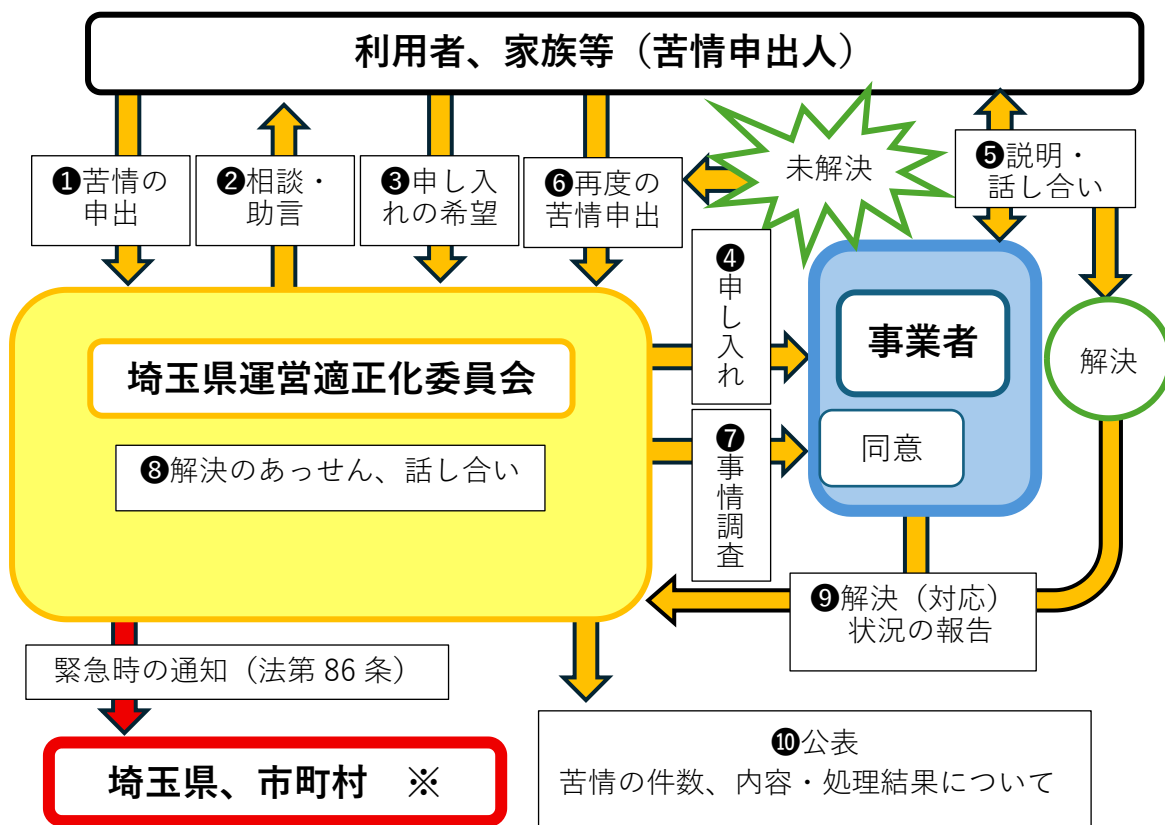 利用者、家族等（苦情申出人）
❶苦情の
申出
❷相談・
助言
❸申し入
れの希望
❻再度の
苦情申出
未解決
❺説明・
話し合い
❹申し入れ
事業者
解決
埼玉県運営適正化委員会
同意
❽解決のあっせん、話し合い
❼事情調査
❾解決（対応）
状況の報告
緊急時の通知（法第 86 条）
❿公表
苦情の件数、内容・処理結果について
埼玉県、市町村　※